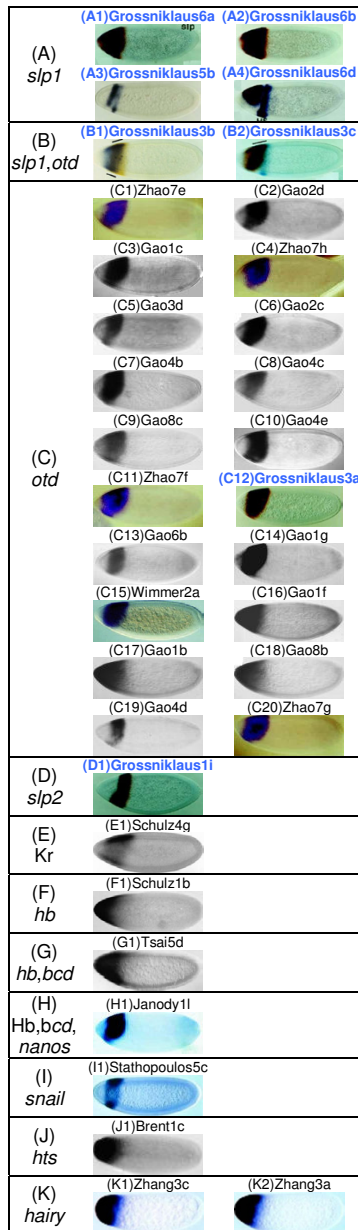 (A)
slp1
(A1)Grossniklaus6a (A2)Grossniklaus6b
slp
(A3)Grossniklaus5b (A4)Grossniklaus6d
(B)
slp1,otd
(B1)Grossniklaus3b (B2)Grossniklaus3c
(C)
otd
(C1)Zhao7e (C2)Gao2d
(C3)Gao1c (C4)Zhao7h
(C5)Gao3d (C6)Gao2c
(C7)Gao4b (C8)Gao4c
(C9)Gao8c (C10)Gao4e
(C11)Zhao7f (C12)Grossniklaus3a
(C13)Gao6b (C14)Gao1g
(C15)Wimmer2a (C16)Gao1f
(C17)Gao1b (C18)Gao8b
(C19)Gao4d (C20)Zhao7g
(D)
slp2
(D1)Grossniklaus1i
(E)
Kr
(E1)Schulz4g
(F)
hb
(F1)Schulz1b
(G)
hb,bcd
(G1)Tsai5d
(H)
Hb,bcd,
nanos
(H1)Janody1l
(I)
snail
(I1)Stathopoulos5c
(J)
hts
(J1)Brent1c
(K)
hairy
(K1)Zhang3c (K2)Zhang3a